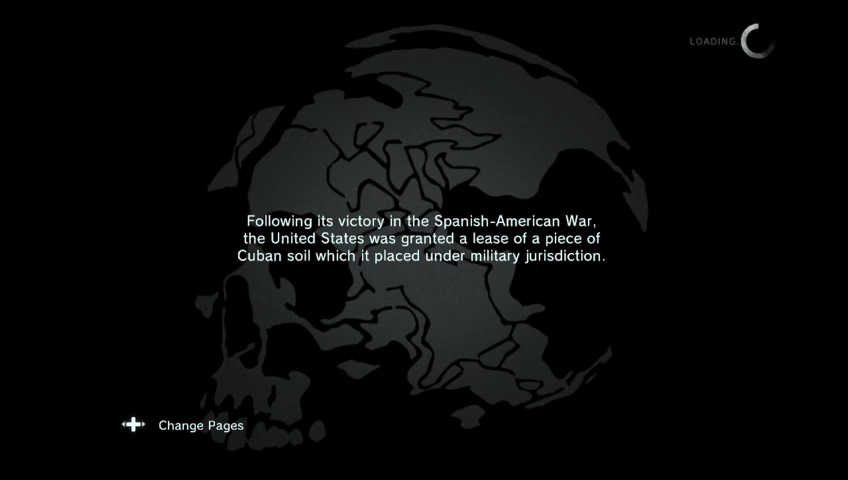 LOADING.
Following its victory in the Spanish-American War,
the United States was granted a lease of a piece of
Cuban soil which it placed under military jurisdiction.
Change Pages